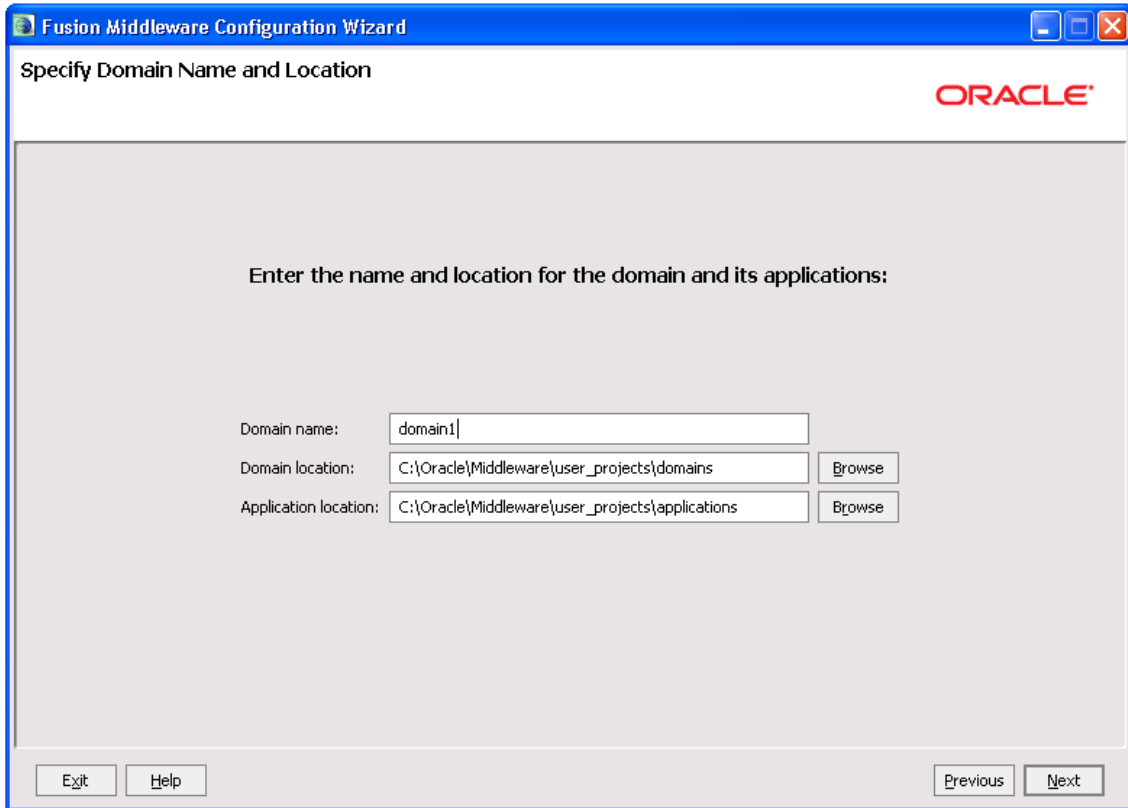 Fusion Middleware Configuration Wizard
Specify Domain Name and Location
ORACLE
Enter the name and location for the domain and its applications:
Domain name: domain1
Domain location: C:\Oracle\Middleware\user_projects\domains Browse
Application location: C:\Oracle\Middleware\user_projects\applications Browse
Exit Help Previous Next